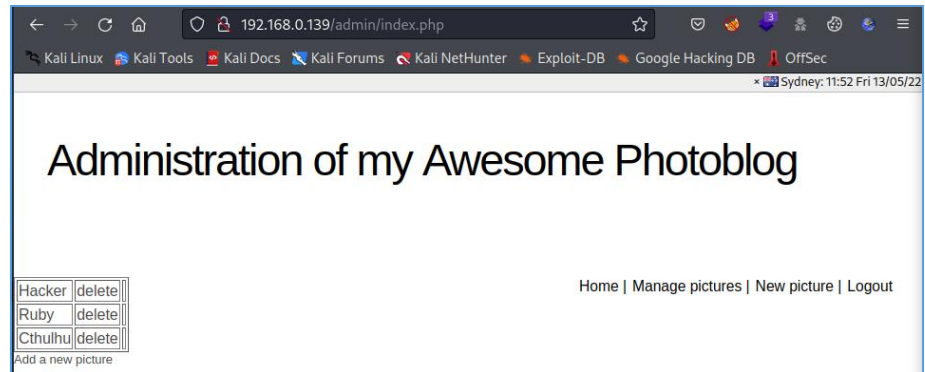 192.168.0.139/admin/index.php
3
Kali Linux Kali Tools Kali Docs Kali Forums Kali NetHunter Exploit-DB Google Hacking DB OffSec
× Sydney: 11:52 Fri 13/05/22
Administration of my Awesome Photoblog
Home | Manage pictures | New picture | Logout
Hacker delete
Ruby delete
Cthulhu delete
Add a new picture